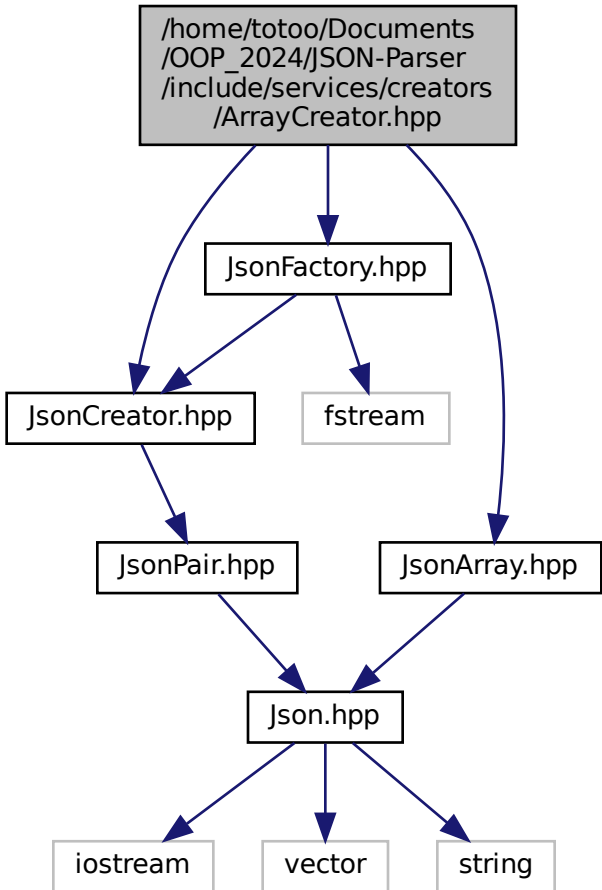 /home/totoo/Documents
/OOP_2024/JSON-Parser
/include/services/creators
/ArrayCreator.hpp
JsonFactory.hpp
JsonCreator.hpp
fstream
JsonPair.hpp
JsonArray.hpp
Json.hpp
iostream
vector
string